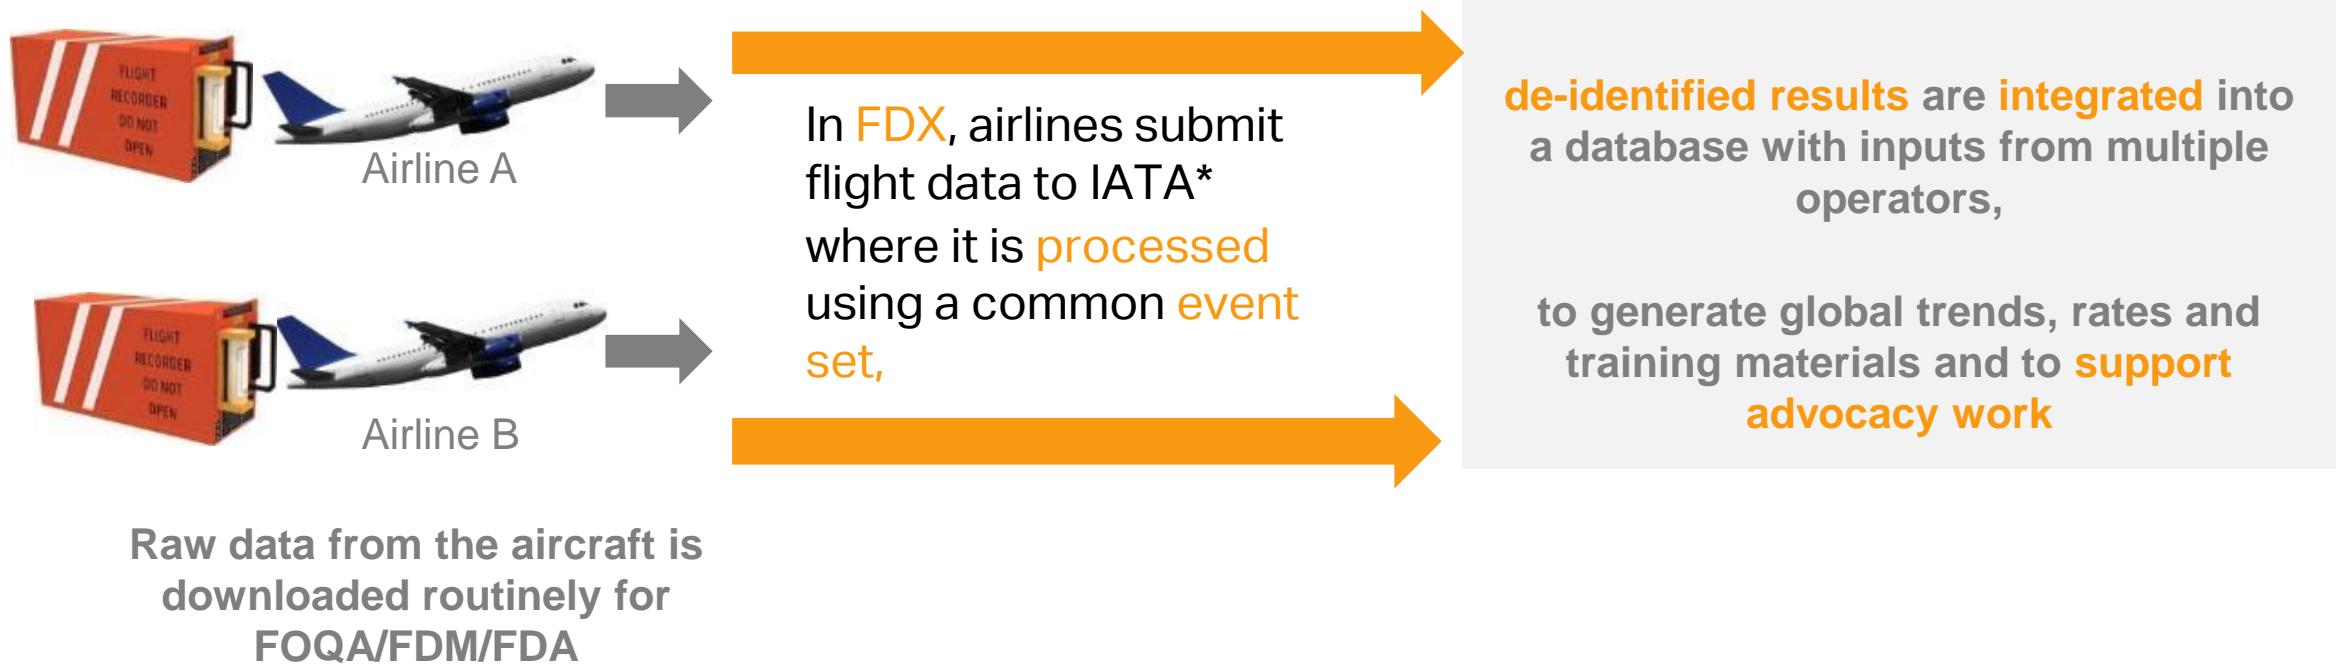 FLIGHT
RECORDER
DO NOT
OPEN
Airline A
FLIGHT
RECORDER
DO NOT
OPEN
Airline B
Raw data from the aircraft is
downloaded routinely for
FOQA/FDM/FDA
In FDX, airlines submit
flight data to IATA*
where it is processed
using a common event
set,
de-identified results are integrated into
a database with inputs from multiple
operators,
to generate global trends, rates and
training materials and to support
advocacy work